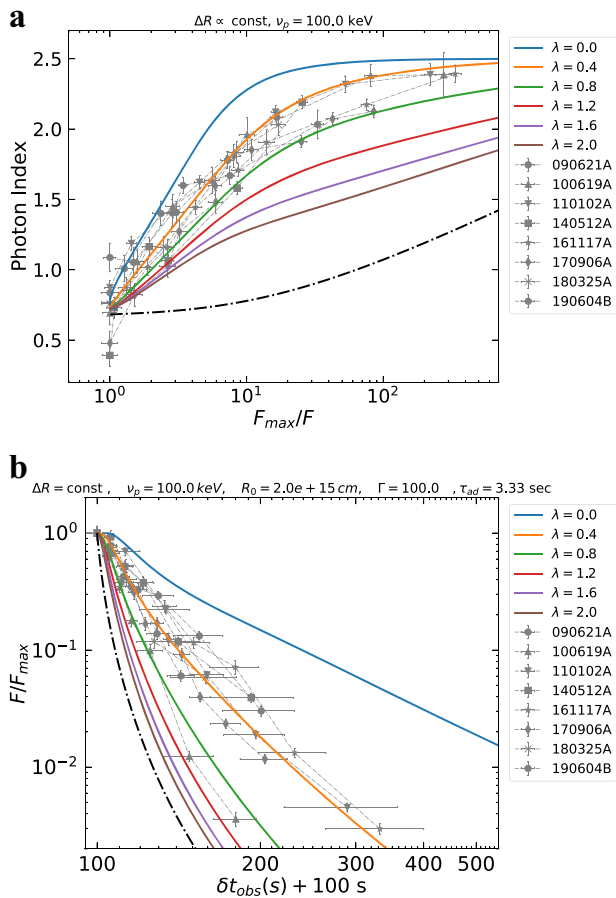 a
ΔR ∝ const, ν_p = 100.0 keV
Photon Index
2.5
2.0
1.5
1.0
0.5
10^0
10^1
10^2
F_max/F
λ = 0.0
λ = 0.4
λ = 0.8
λ = 1.2
λ = 1.6
λ = 2.0
090621A
100619A
110102A
140512A
161117A
170906A
180325A
190604B
b
ΔR = const , ν_p = 100.0 keV, R_0 = 2.0e + 15 cm, Γ = 100.0 , τ_ad = 3.33 sec
F/F_max
10^0
10^-1
10^-2
100
200
300
400
500
δt_obs(s) + 100 s
λ = 0.0
λ = 0.4
λ = 0.8
λ = 1.2
λ = 1.6
λ = 2.0
090621A
100619A
110102A
140512A
161117A
170906A
180325A
190604B